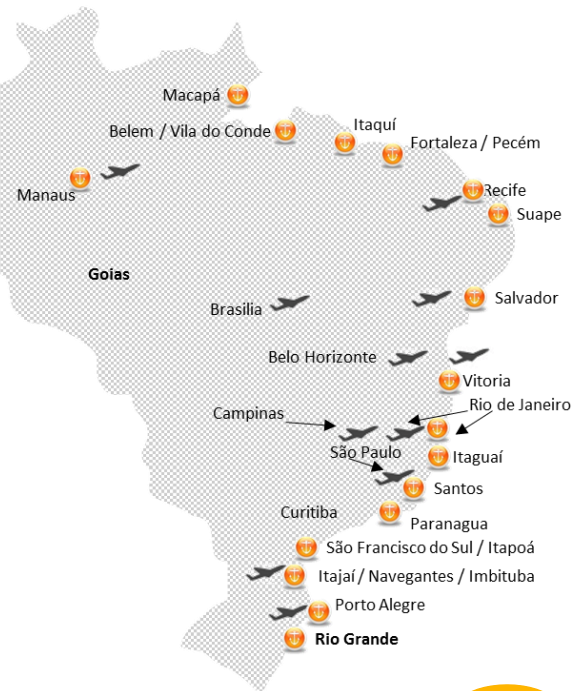 Macapá
Belem / Vila do Conde
Itaquí
Fortaleza / Pecém
Manaus
Recife
Suape
Goias
Brasilia
Salvador
Belo Horizonte
Vitoria
Rio de Janeiro
Campinas
São Paulo
Itaguaí
Santos
Curitiba
Paranagua
São Francisco do Sul / Itapoá
Itajaí / Navegantes / Imbituba
Porto Alegre
Rio Grande